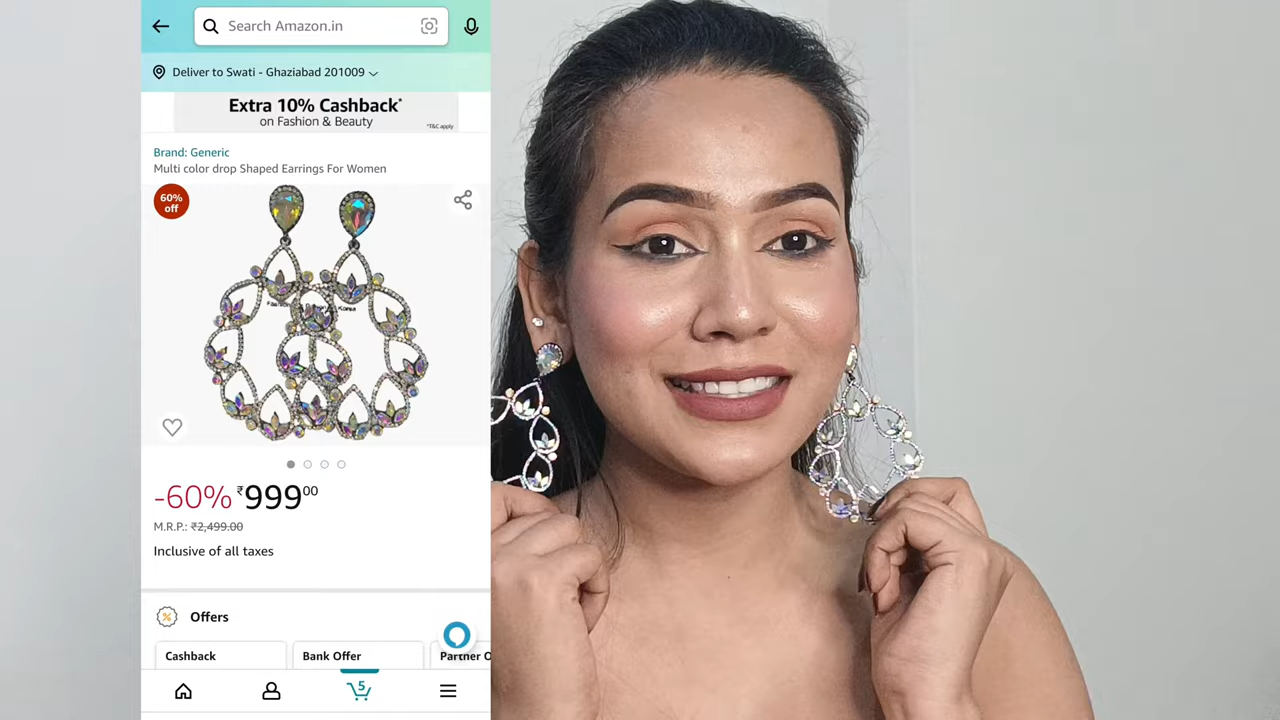 Search Amazon.in
Deliver to Swati - Ghaziabad 201009
Extra 10% Cashback*
on Fashion & Beauty
*T&C apply
Brand: Generic
Multi color drop Shaped Earrings For Women
60%
off
-60% ₹99900
M.R.P.: ₹2,499.00
Inclusive of all taxes
Offers
Cashback
Bank Offer
Partner O
5